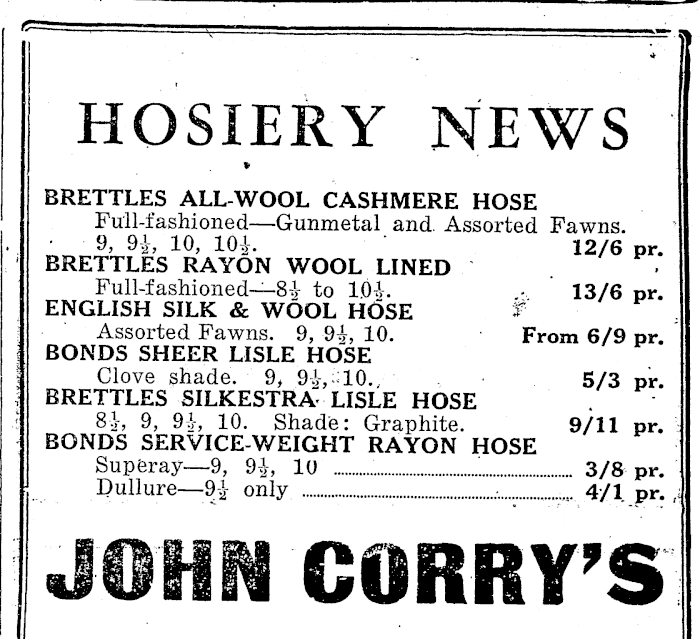 HOSIERY NEWS
BRETTLES ALL-WOOL CASHMERE HOSE
Full-fashioned—Gunmetal and Assorted Fawns.
9, 9½, 10, 10½. 12/6 pr.
BRETTLES RAYON WOOL LINED
Full-fashioned—8½ to 10½. 13/6 pr.
ENGLISH SILK & WOOL HOSE
Assorted Fawns. 9, 9½, 10. From 6/9 pr.
BONDS SHEER LISLE HOSE
Clove shade. 9, 9½, 10. 5/3 pr.
BRETTLES SILKESTRA LISLE HOSE
8½, 9, 9½, 10. Shade: Graphite. 9/11 pr.
BONDS SERVICE-WEIGHT RAYON HOSE
Superay—9, 9½, 10 ........ 3/8 pr.
Dullure—9½ only ........ 4/1 pr.
JOHN CORRY'S